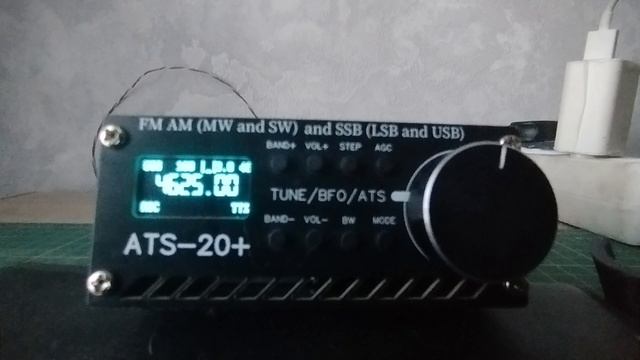 FM AM (MW and SW) and SSB (LSB and USB)
BAND+ VOL+ STEP AGC
4625.00
TUNE/BFO/ATS
BAND- VOL- BW MODE
ATS-20+